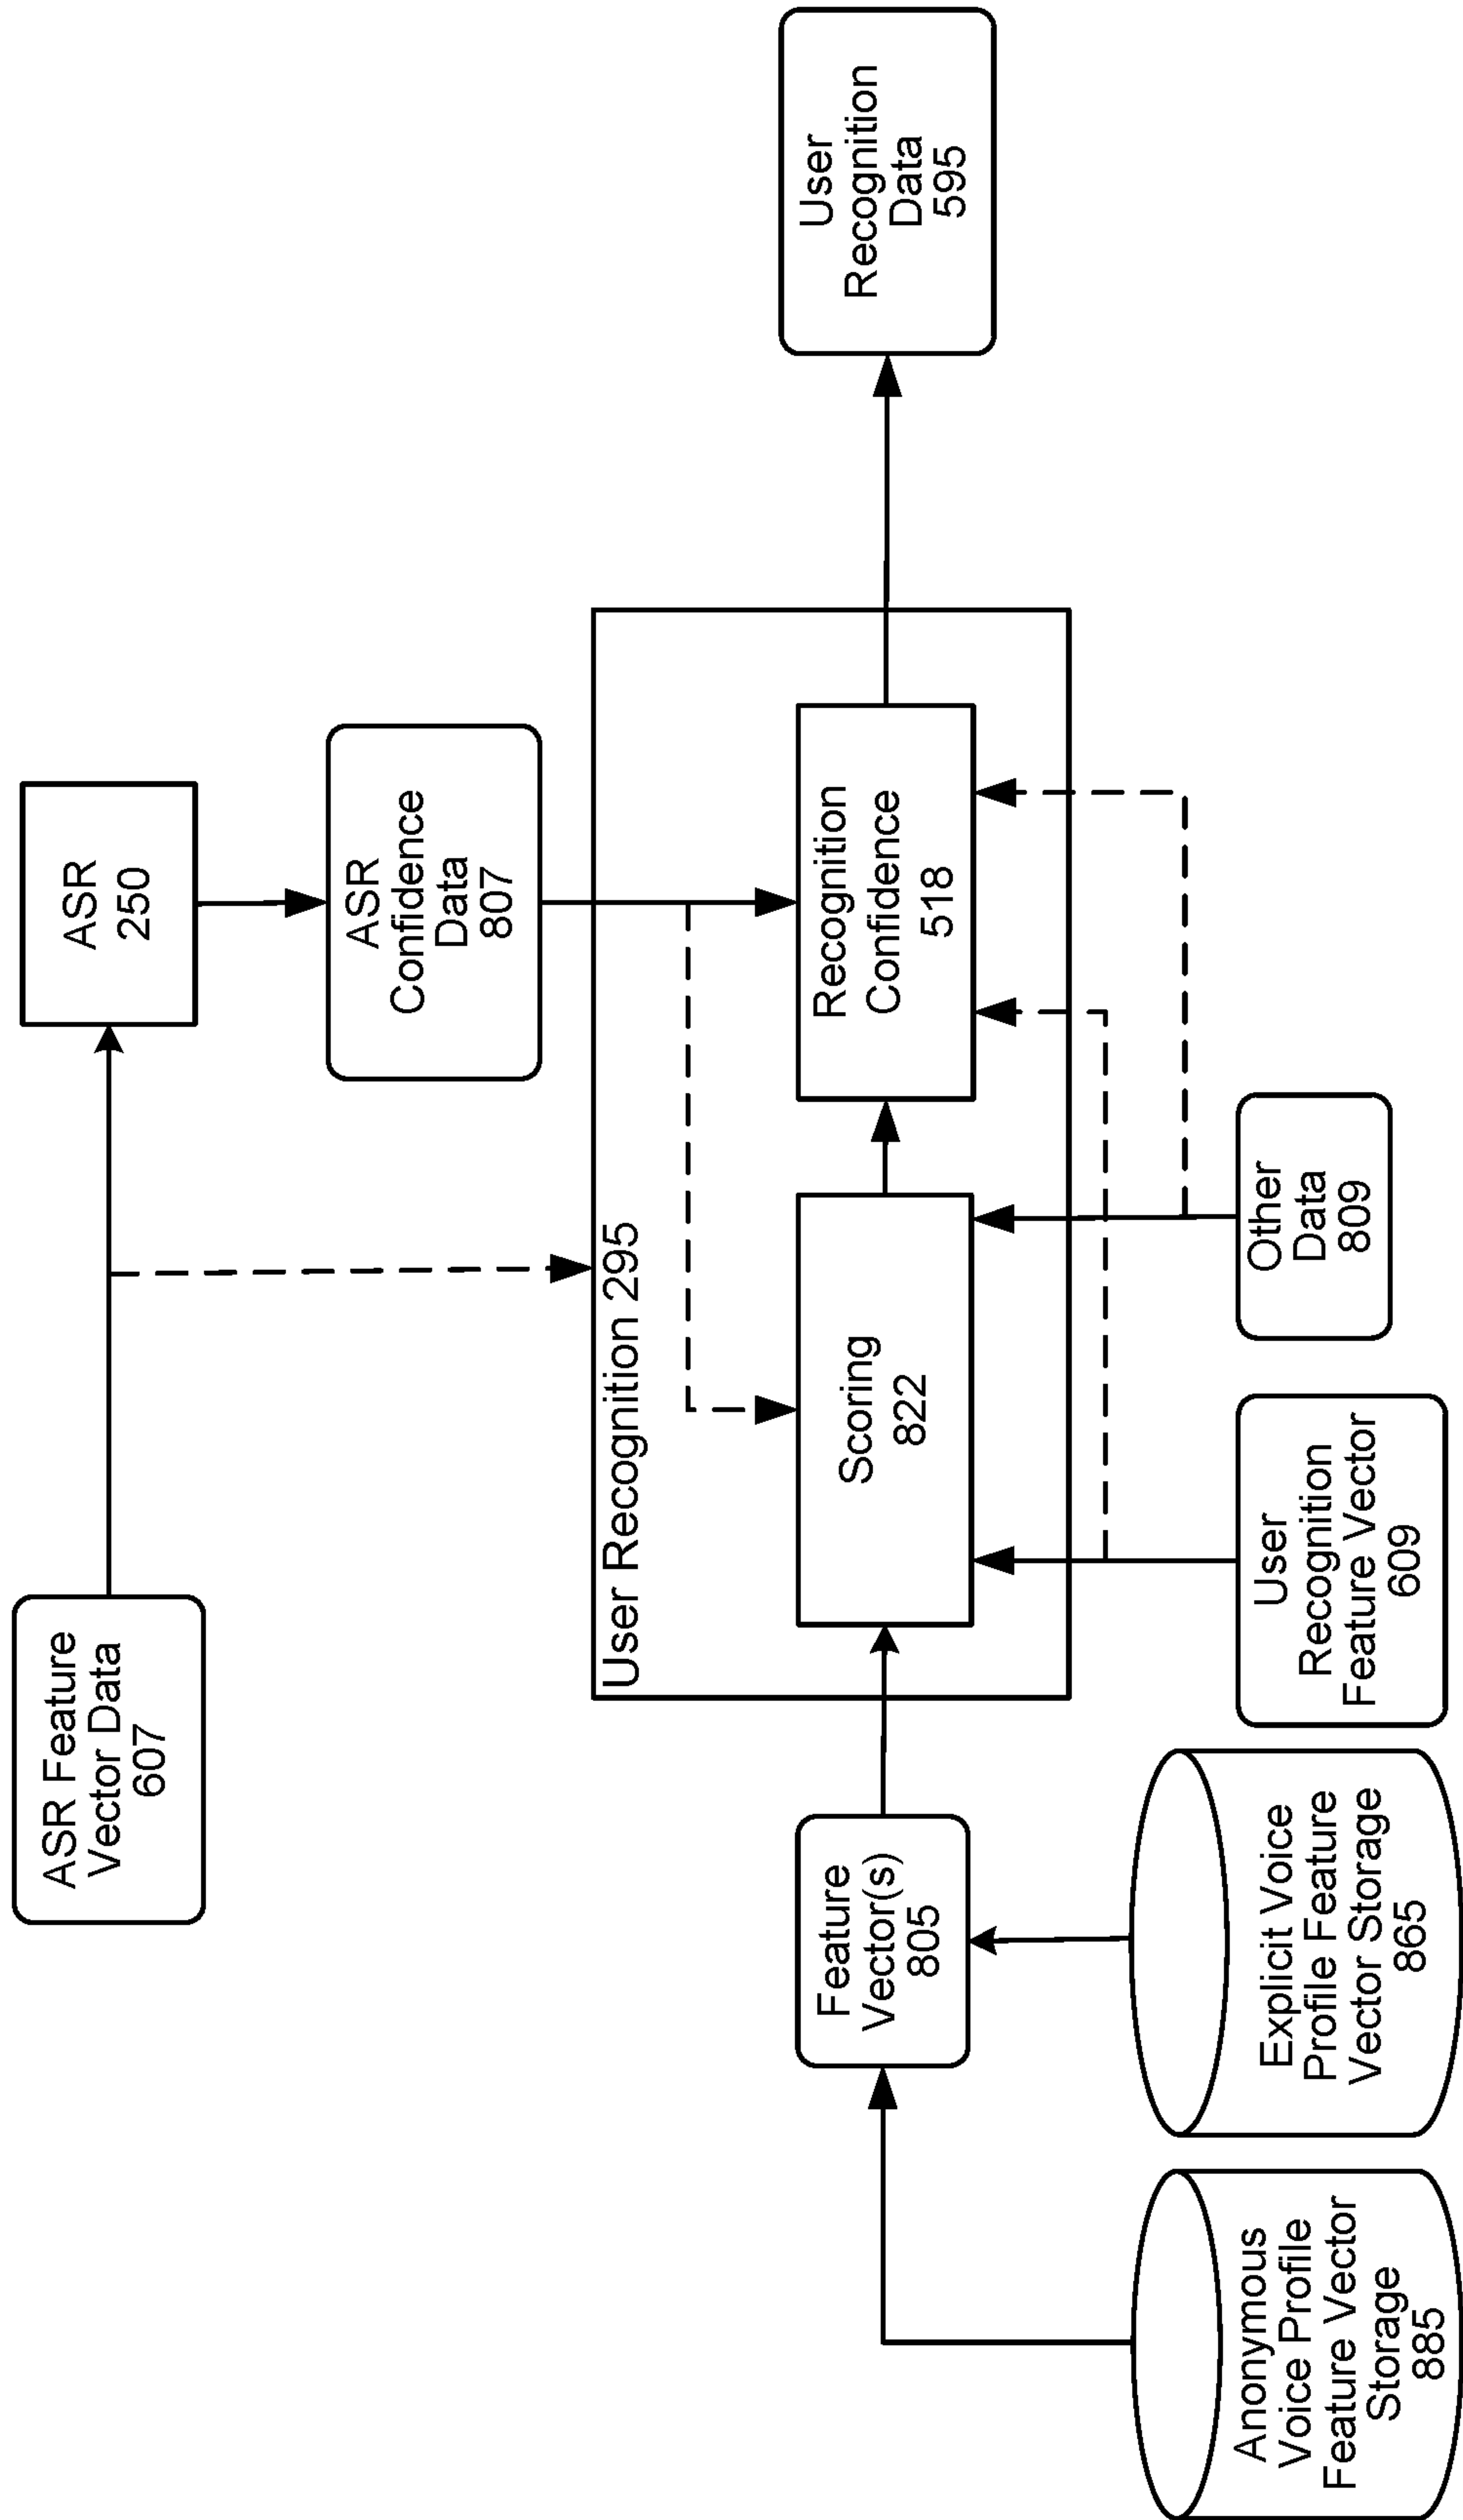 ASR Feature
Vector Data
607
ASR
250
ASR
Confidence
Data
807
User Recognition 295
Anonymous
Voice Profile
Feature Vector
Storage
885
Explicit Voice
Profile Feature
Vector Storage
865
Feature
Vector(s)
805
Scoring
822
Recognition
Confidence
518
User
Recognition
Data
595
User
Recognition
Feature Vector
609
Other
Data
809